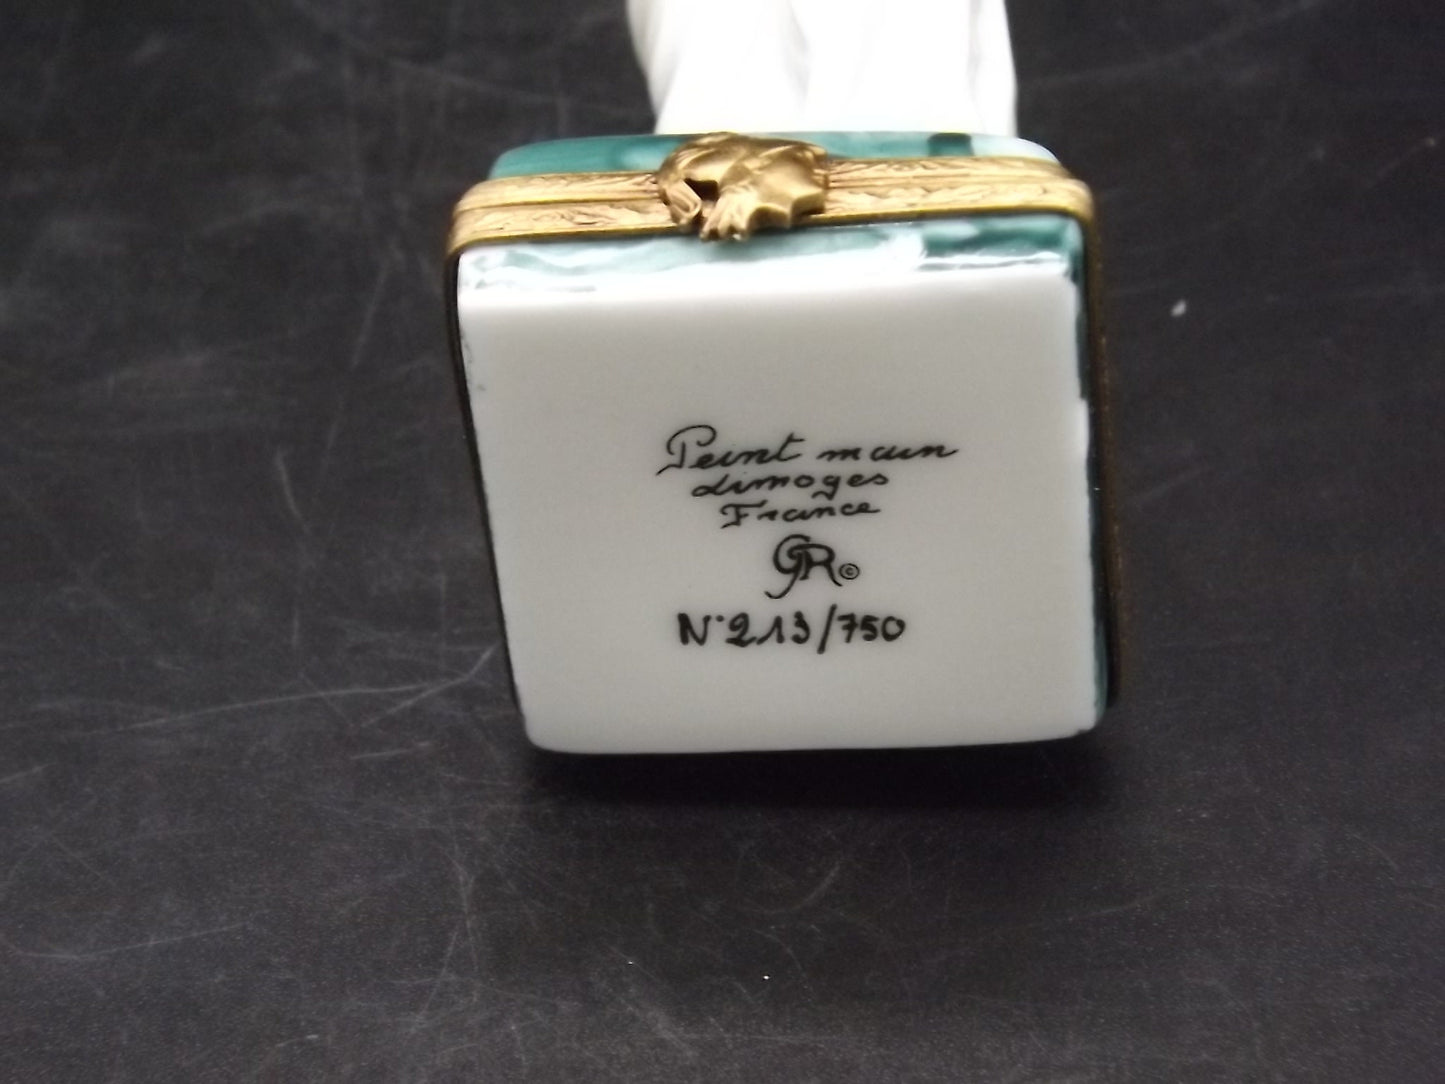 Peint main
Limoges
France
GR©
N°213/750